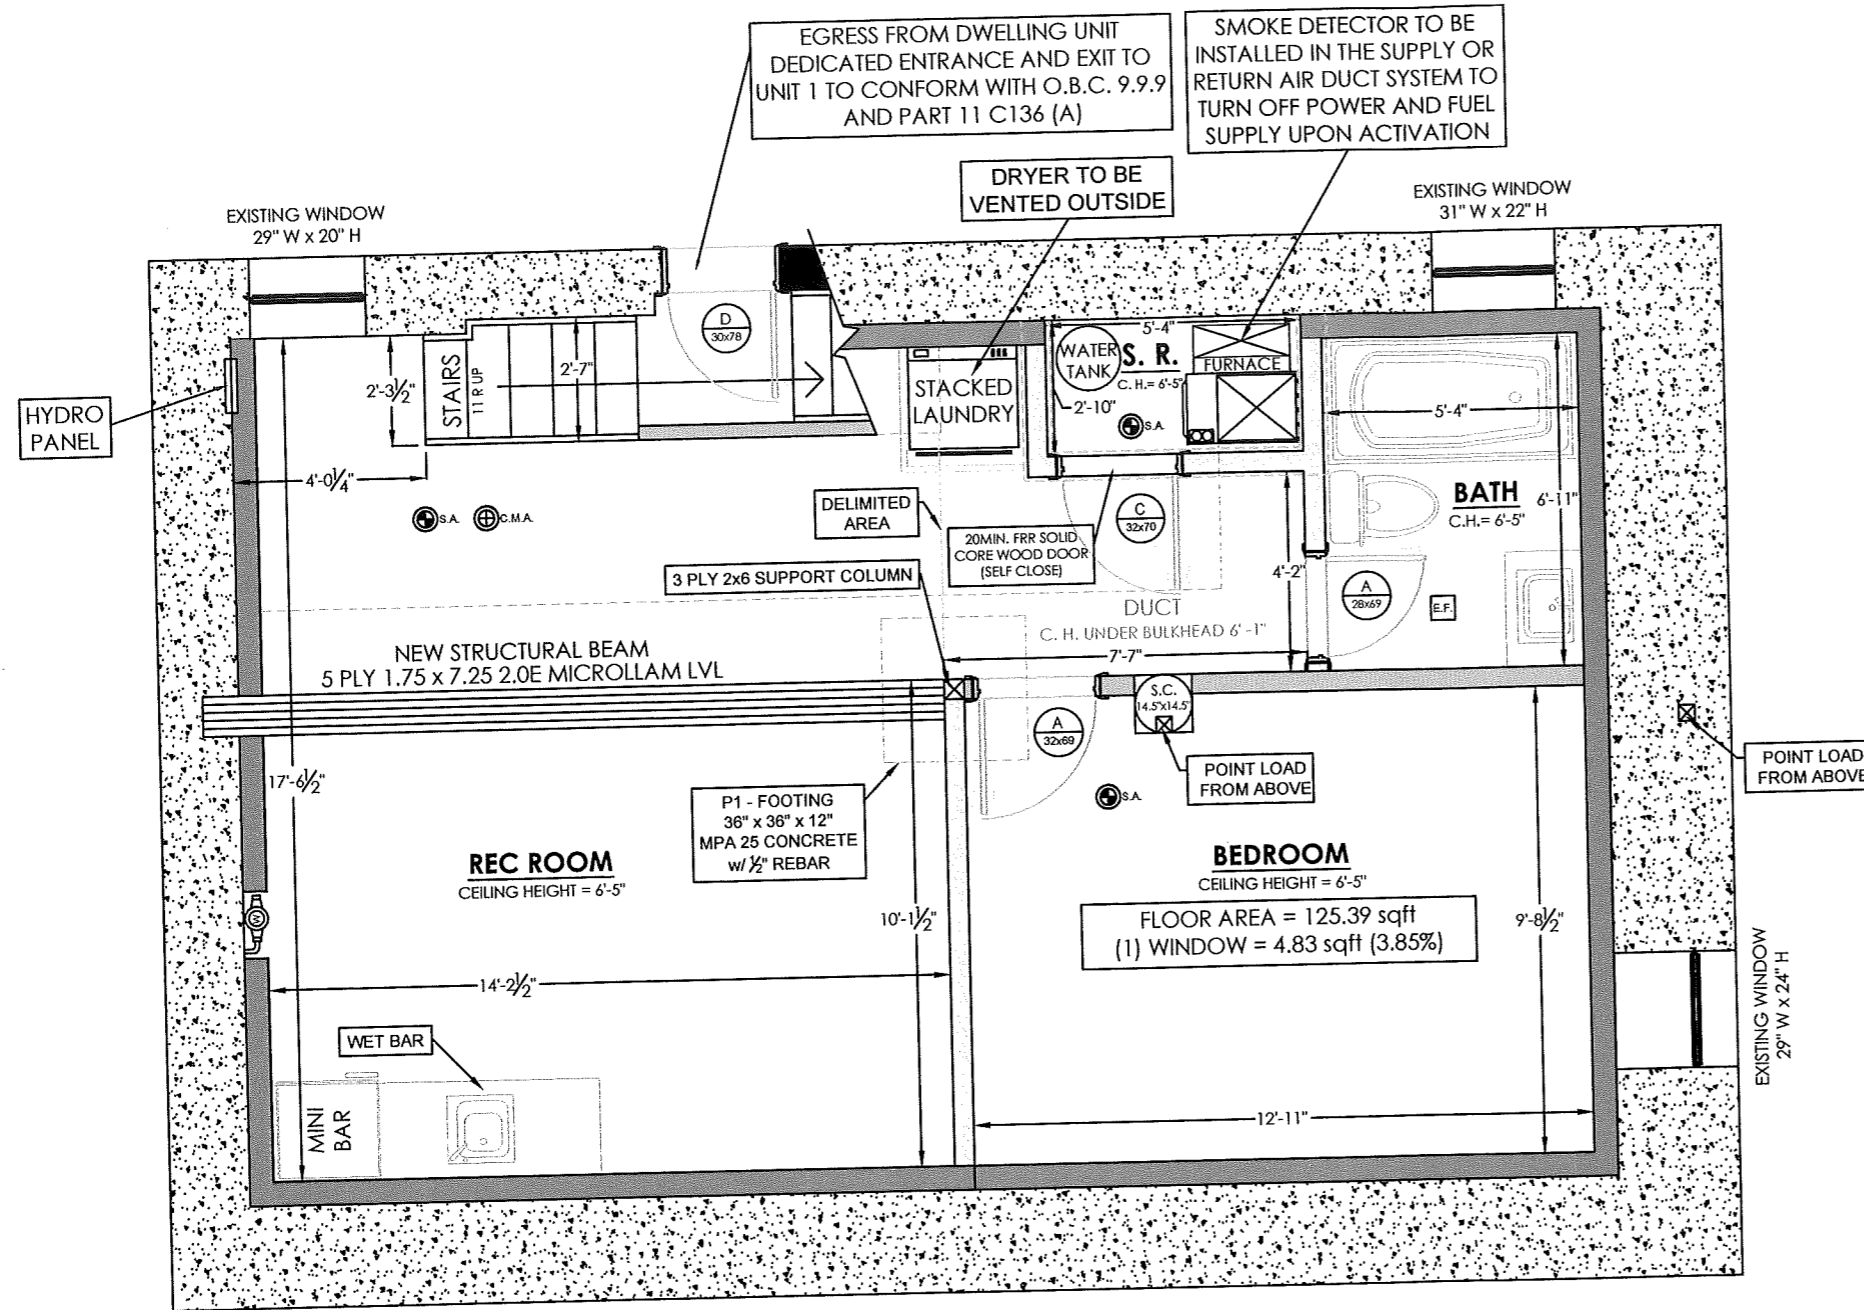 EGRESS FROM DWELLING UNIT
DEDICATED ENTRANCE AND EXIT TO
UNIT 1 TO CONFORM WITH O.B.C. 9.9.9
AND PART 11 C136 (A)
SMOKE DETECTOR TO BE
INSTALLED IN THE SUPPLY OR
RETURN AIR DUCT SYSTEM TO
TURN OFF POWER AND FUEL
SUPPLY UPON ACTIVATION
DRYER TO BE
VENTED OUTSIDE
EXISTING WINDOW
29" W x 20" H
EXISTING WINDOW
31" W x 22" H
HYDRO
PANEL
STAIRS
11 R UP
2'-3½"
2'-7"
D
30x78
STACKED
LAUNDRY
WATER
TANK
5'-4"
S. R.
C. H.= 6'-5"
2'-10"
S.A.
FURNACE
5'-4"
BATH
C.H.= 6'-5"
6'-11"
4'-0¼"
S.A.
C.M.A.
DELIMITED
AREA
20MIN. FRR SOLID
CORE WOOD DOOR
(SELF CLOSE)
C
32x70
4'-2"
A
28x69
E.F.
3 PLY 2x6 SUPPORT COLUMN
DUCT
C. H. UNDER BULKHEAD 6'-1"
7'-7"
NEW STRUCTURAL BEAM
5 PLY 1.75 x 7.25 2.0E MICROLLAM LVL
S.C.
14.5"x14.5"
A
32x69
S.A.
POINT LOAD
FROM ABOVE
POINT LOAD
FROM ABOVE
17'-6½"
P1 - FOOTING
36" x 36" x 12"
MPA 25 CONCRETE
w/ ½" REBAR
REC ROOM
CEILING HEIGHT = 6'-5"
W
10'-1½"
BEDROOM
CEILING HEIGHT = 6'-5"
FLOOR AREA = 125.39 sqft
(1) WINDOW = 4.83 sqft (3.85%)
9'-8½"
14'-2½"
EXISTING WINDOW
29" W x 24" H
WET BAR
MINI
BAR
12'-11"